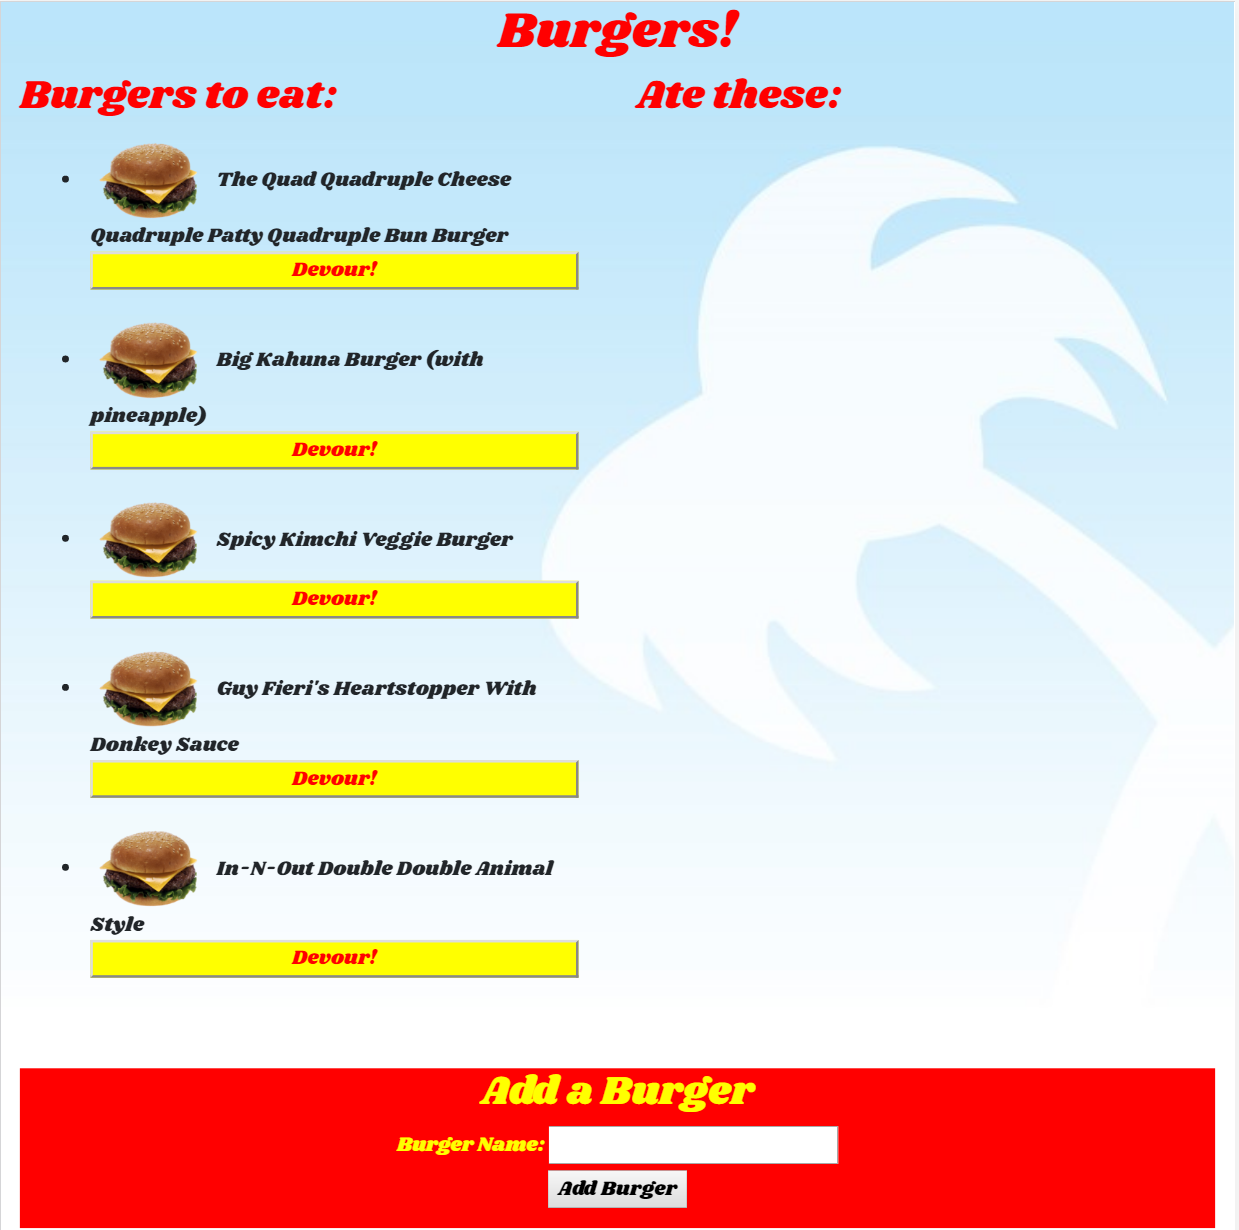 Burgers!
Burgers to eat:
Ate these:
The Quad Quadruple Cheese
Quadruple Patty Quadruple Bun Burger
Devour!
Big Kahuna Burger (with
pineapple)
Devour!
Spicy Kimchi Veggie Burger
Devour!
Guy Fieri's Heartstopper With
Donkey Sauce
Devour!
In-N-Out Double Double Animal
Style
Devour!
Add a Burger
Burger Name:
Add Burger